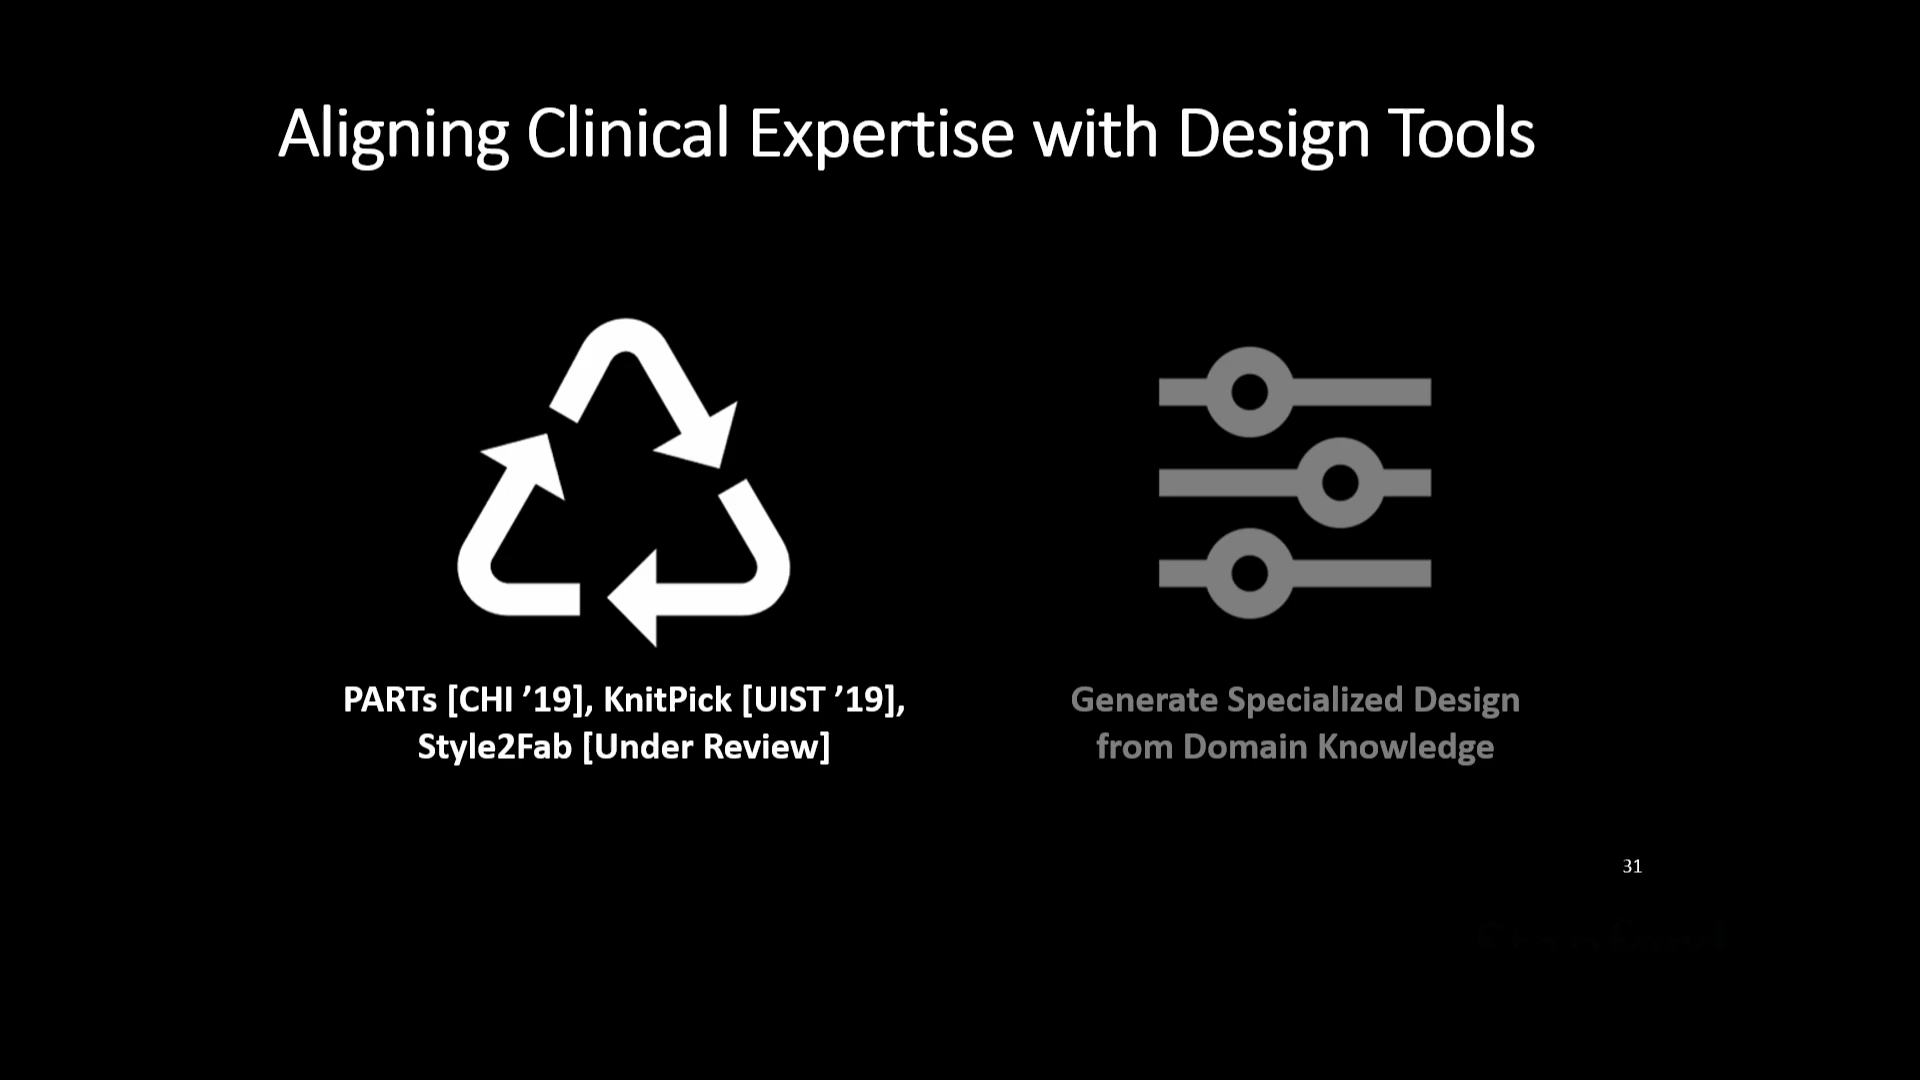 Aligning Clinical Expertise with Design Tools
PARTs [CHI ’19], KnitPick [UIST ’19],
Style2Fab [Under Review]
Generate Specialized Design
from Domain Knowledge
31